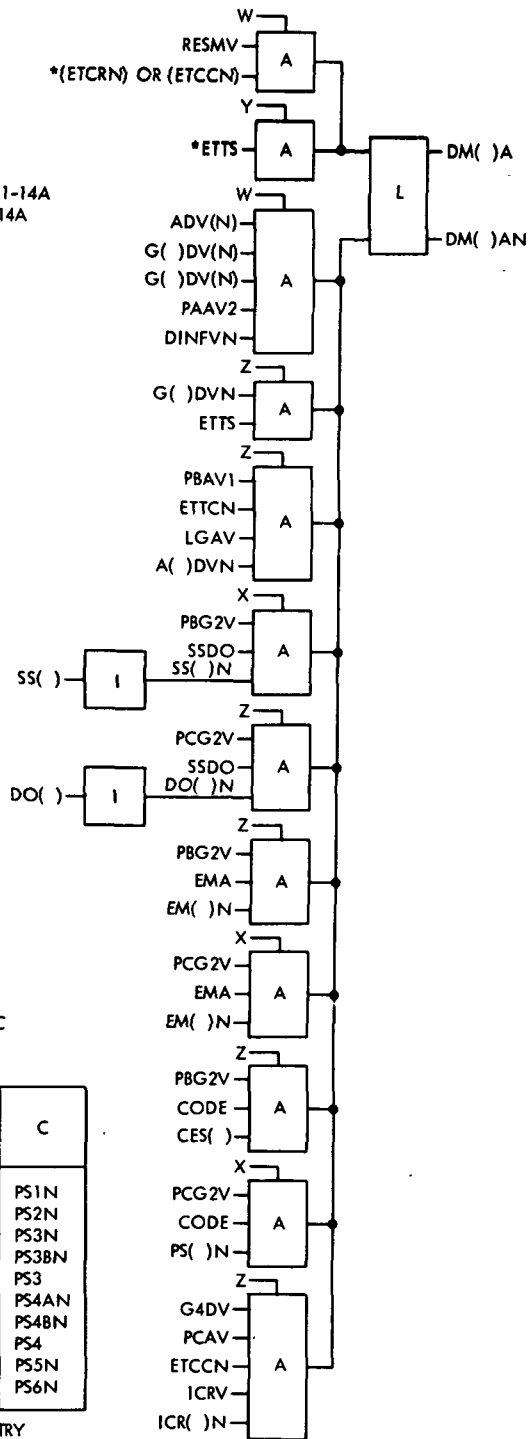 W
RESMV
A
*(ETCRN) OR (ETCCN)
Y
*ETTS
A
DM( )A
L
DM( )AN
1-14A
14A
W
ADV(N)
G( )DV(N)
G( )DV(N)
A
PAAV2
DINFVN
Z
G( )DVN
A
ETTS
Z
PBAV1
ETTCN
A
LGAV
A( )DVN
X
PBG2V
SSDO
A
SS( )
I
SS( )N
Z
PCG2V
SSDO
A
DO( )
I
DO( )N
Z
PBG2V
EMA
A
EM( )N
X
PCG2V
EMA
A
EM( )N
C
Z
PBG2V
CODE
A
CES( )
C
X
PCG2V
CODE
A
PS( )N
PS1N
PS2N
PS3N
PS3BN
PS3
PS4AN
PS4BN
PS4
PS5N
PS6N
Z
G4DV
PCAV
ETCCN
A
ICRV
ICR( )N
TRY